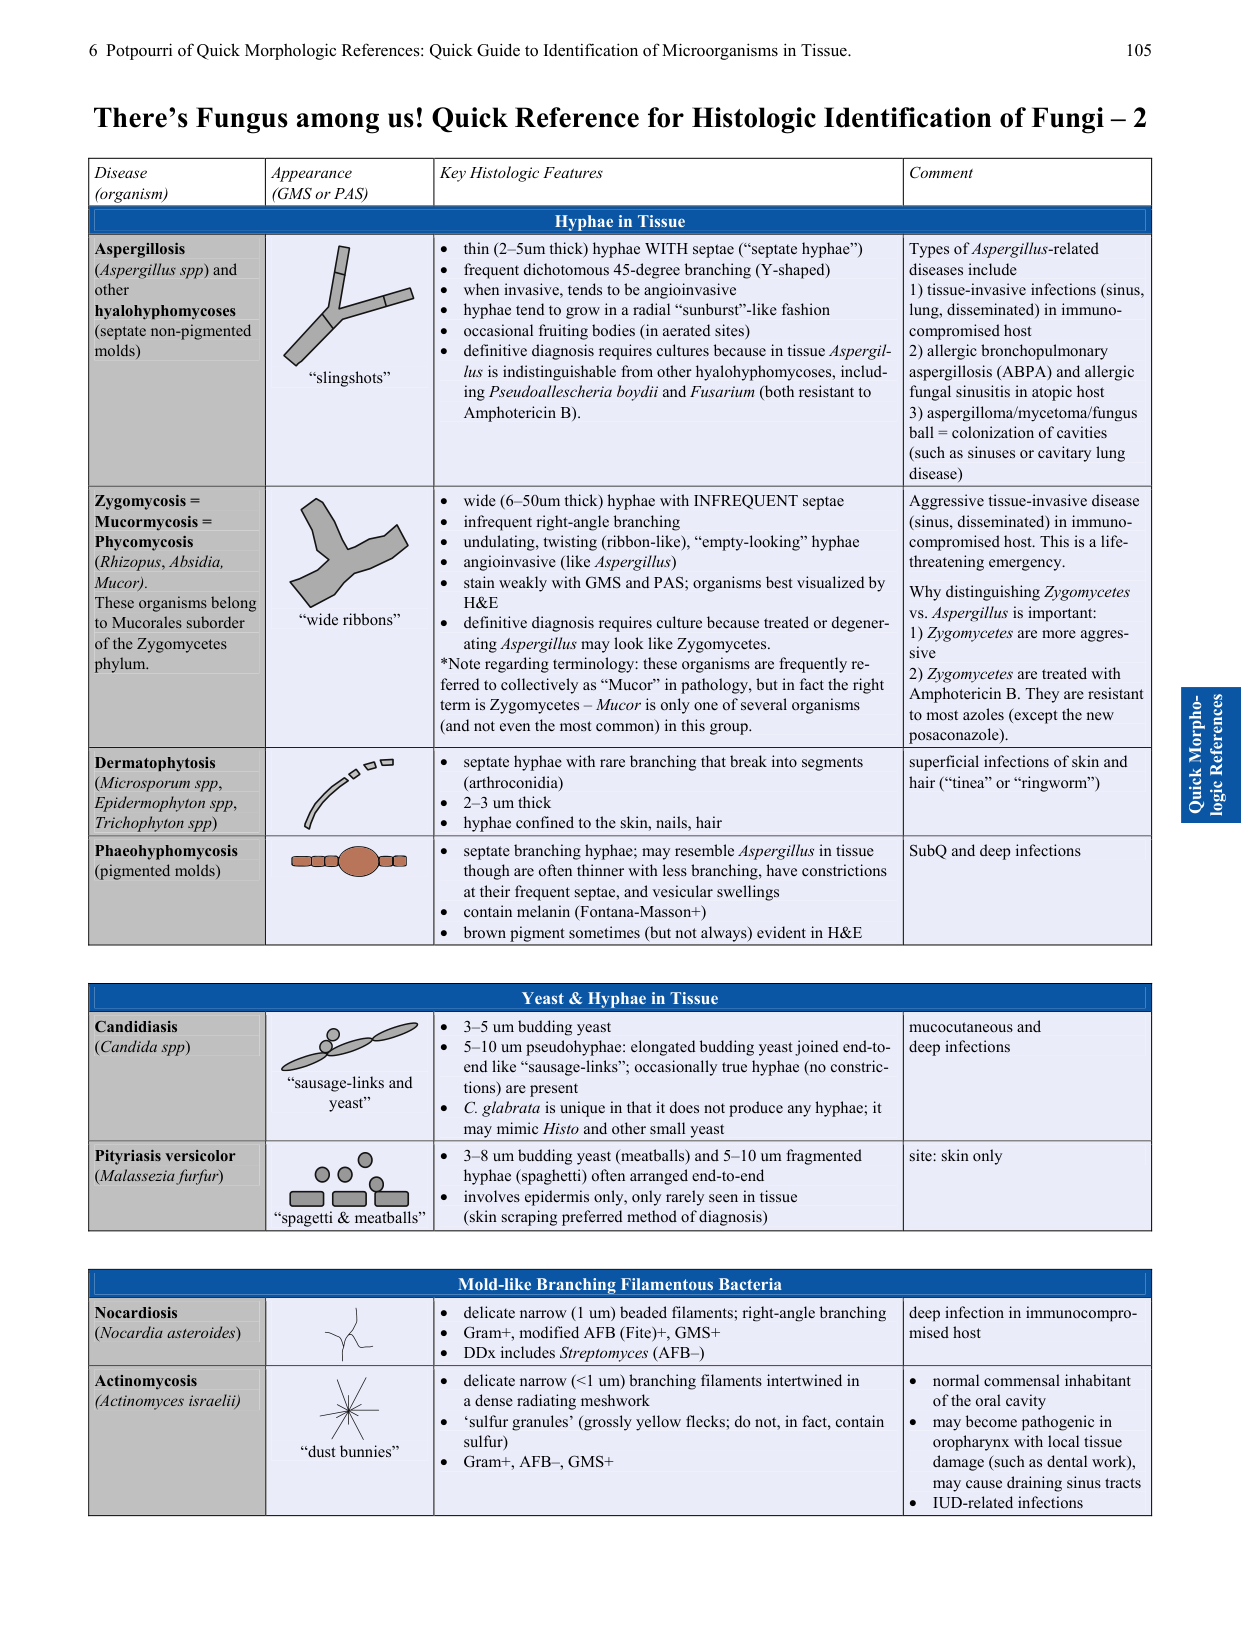 6 Potpourri of Quick Morphologic References: Quick Guide to Identification of Microorganisms in Tissue.
105
There’s Fungus among us! Quick Reference for Histologic Identification of Fungi – 2
Disease
(organism)
Appearance
(GMS or PAS)
Key Histologic Features
Comment
Hyphae in Tissue
Aspergillosis
(Aspergillus spp) and
other
hyalohyphomycoses
(septate non-pigmented
molds)
“slingshots”
• thin (2–5um thick) hyphae WITH septae (“septate hyphae”)
• frequent dichotomous 45-degree branching (Y-shaped)
• when invasive, tends to be angioinvasive
• hyphae tend to grow in a radial “sunburst”-like fashion
• occasional fruiting bodies (in aerated sites)
• definitive diagnosis requires cultures because in tissue Aspergil-
lus is indistinguishable from other hyalohyphomycoses, includ-
ing Pseudoallescheria boydii and Fusarium (both resistant to
Amphotericin B).
Types of Aspergillus-related
diseases include
1) tissue-invasive infections (sinus,
lung, disseminated) in immuno-
compromised host
2) allergic bronchopulmonary
aspergillosis (ABPA) and allergic
fungal sinusitis in atopic host
3) aspergilloma/mycetoma/fungus
ball = colonization of cavities
(such as sinuses or cavitary lung
disease)
Zygomycosis =
Mucormycosis =
Phycomycosis
(Rhizopus, Absidia,
Mucor).
These organisms belong
to Mucorales suborder
of the Zygomycetes
phylum.
“wide ribbons”
• wide (6–50um thick) hyphae with INFREQUENT septae
• infrequent right-angle branching
• undulating, twisting (ribbon-like), “empty-looking” hyphae
• angioinvasive (like Aspergillus)
• stain weakly with GMS and PAS; organisms best visualized by
H&E
• definitive diagnosis requires culture because treated or degener-
ating Aspergillus may look like Zygomycetes.
*Note regarding terminology: these organisms are frequently re-
ferred to collectively as “Mucor” in pathology, but in fact the right
term is Zygomycetes – Mucor is only one of several organisms
(and not even the most common) in this group.
Aggressive tissue-invasive disease
(sinus, disseminated) in immuno-
compromised host. This is a life-
threatening emergency.
Why distinguishing Zygomycetes
vs. Aspergillus is important:
1) Zygomycetes are more aggres-
sive
2) Zygomycetes are treated with
Amphotericin B. They are resistant
to most azoles (except the new
posaconazole).
Dermatophytosis
(Microsporum spp,
Epidermophyton spp,
Trichophyton spp)
• septate hyphae with rare branching that break into segments
(arthroconidia)
• 2–3 um thick
• hyphae confined to the skin, nails, hair
superficial infections of skin and
hair (“tinea” or “ringworm”)
Phaeohyphomycosis
(pigmented molds)
• septate branching hyphae; may resemble Aspergillus in tissue
though are often thinner with less branching, have constrictions
at their frequent septae, and vesicular swellings
• contain melanin (Fontana-Masson+)
• brown pigment sometimes (but not always) evident in H&E
SubQ and deep infections
Quick Morpho-
logic References
Yeast & Hyphae in Tissue
Candidiasis
(Candida spp)
“sausage-links and
yeast”
• 3–5 um budding yeast
• 5–10 um pseudohyphae: elongated budding yeast joined end-to-
end like “sausage-links”; occasionally true hyphae (no constric-
tions) are present
• C. glabrata is unique in that it does not produce any hyphae; it
may mimic Histo and other small yeast
mucocutaneous and
deep infections
Pityriasis versicolor
(Malassezia furfur)
“spagetti & meatballs”
• 3–8 um budding yeast (meatballs) and 5–10 um fragmented
hyphae (spaghetti) often arranged end-to-end
• involves epidermis only, only rarely seen in tissue
(skin scraping preferred method of diagnosis)
site: skin only
Mold-like Branching Filamentous Bacteria
Nocardiosis
(Nocardia asteroides)
• delicate narrow (1 um) beaded filaments; right-angle branching
• Gram+, modified AFB (Fite)+, GMS+
• DDx includes Streptomyces (AFB–)
deep infection in immunocompro-
mised host
Actinomycosis
(Actinomyces israelii)
“dust bunnies”
• delicate narrow (<1 um) branching filaments intertwined in
a dense radiating meshwork
• ‘sulfur granules’ (grossly yellow flecks; do not, in fact, contain
sulfur)
• Gram+, AFB–, GMS+
• normal commensal inhabitant
of the oral cavity
• may become pathogenic in
oropharynx with local tissue
damage (such as dental work),
may cause draining sinus tracts
• IUD-related infections